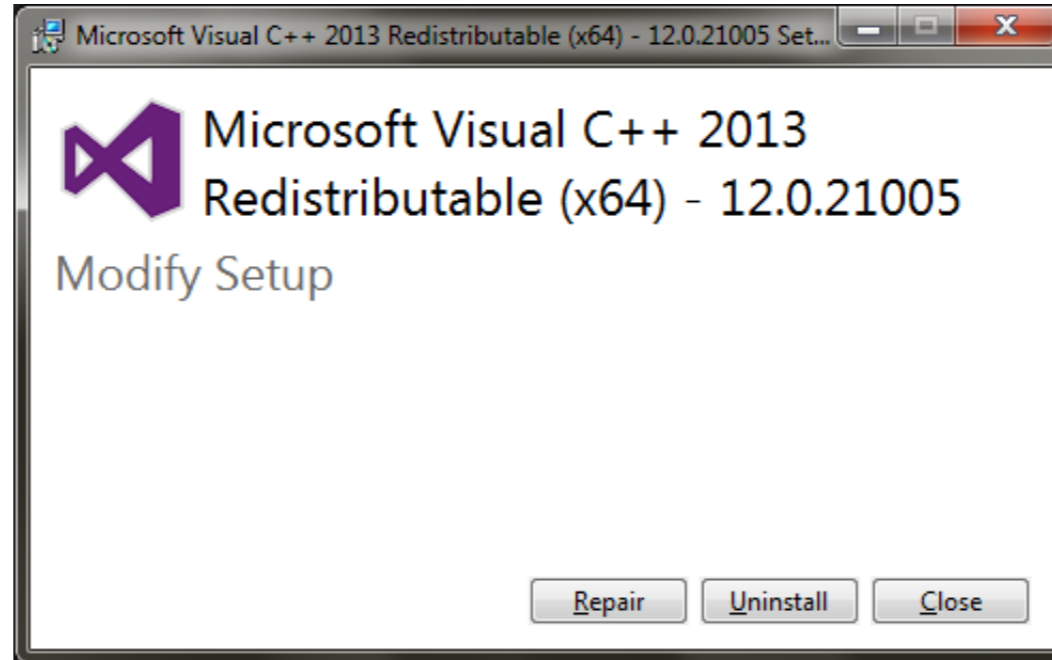 Microsoft Visual C++ 2013 Redistributable (x64) - 12.0.21005 Set...
Microsoft Visual C++ 2013
Redistributable (x64) - 12.0.21005
Modify Setup
Repair Uninstall Close